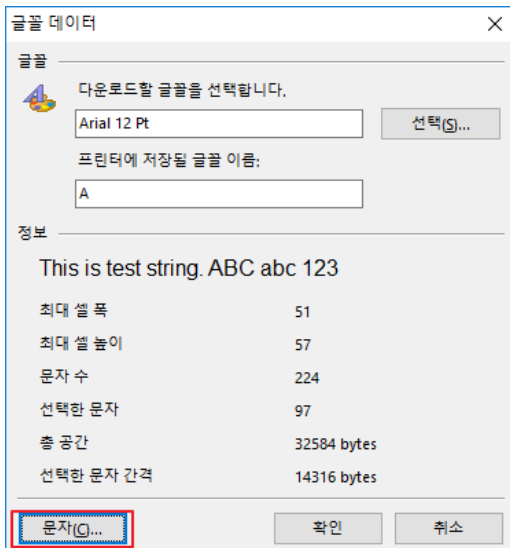 글꼴 데이터
글꼴
다운로드할 글꼴을 선택합니다.
Arial 12 Pt
선택(S)...
프린터에 저장될 글꼴 이름:
A
정보
This is test string. ABC abc 123
최대 셀 폭 51
최대 셀 높이 57
문자 수 224
선택한 문자 97
총 공간 32584 bytes
선택한 문자 간격 14316 bytes
문자(C)... 확인 취소